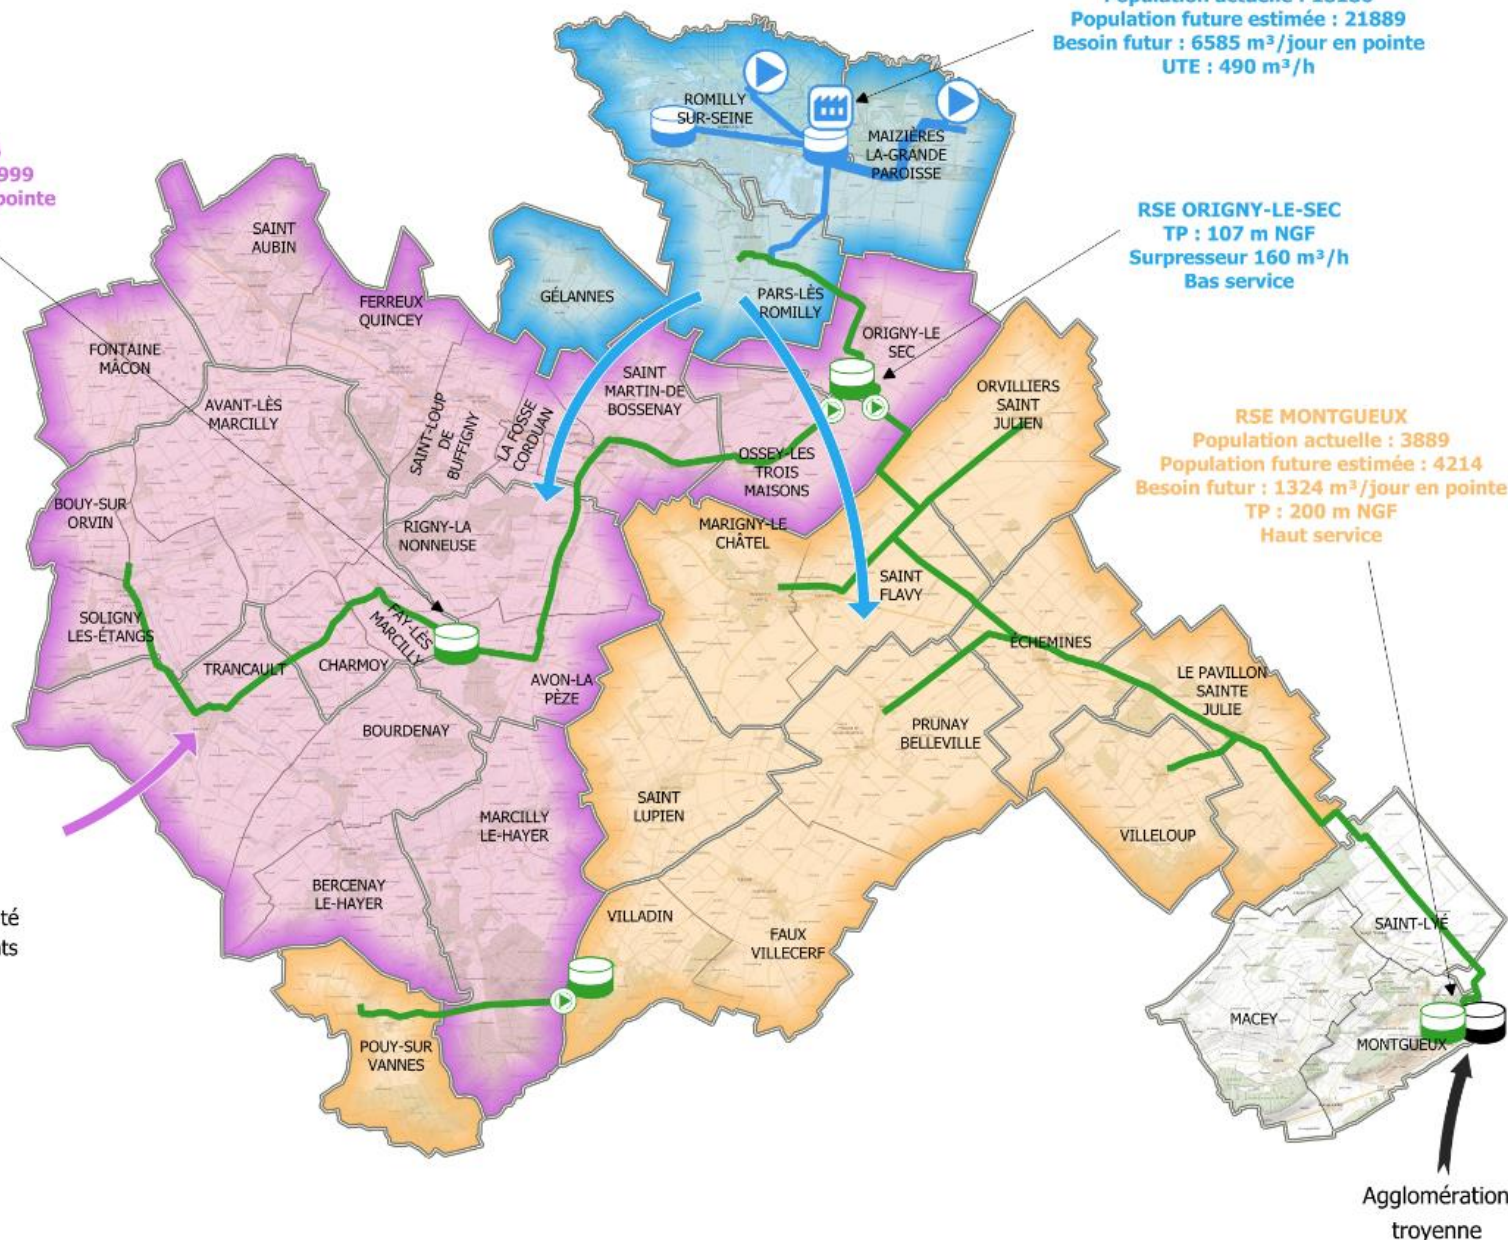 Population future estimée : 21889
Besoin futur : 6585 m³/jour en pointe
UTE : 490 m³/h
999
pointe
RSE ORIGNY-LE-SEC
TP : 107 m NGF
Surpresseur 160 m³/h
Bas service
RSE MONTGUEUX
Population actuelle : 3889
Population future estimée : 4214
Besoin futur : 1324 m³/jour en pointe
TP : 200 m NGF
Haut service
ROMILLY
SUR-SEINE
MAIZIÈRES
LA-GRANDE
PAROISSE
SAINT
AUBIN
GÉLANNES
PARS-LÈS
ROMILLY
FERREUX
QUINCEY
ORIGNY-LE
SEC
FONTAINE
MÂCON
SAINT
MARTIN-DE
BOSSENAY
ORVILLIERS
SAINT
JULIEN
AVANT-LÈS
MARCILLY
SAINT-LOUP
DE
BUFFIGNY
LA FOSSE
CORDUAN
OSSEY-LES
TROIS
MAISONS
BOUY-SUR
ORVIN
RIGNY-LA
NONNEUSE
MARIGNY-LE
CHÂTEL
SAINT
FLAVY
SOLIGNY
LES-ÉTANGS
FAY-LÈS
MARCILLY
TRANCAULT
CHARMOY
ÉCHEMINES
AVON-LA
PÈZE
LE PAVILLON
SAINTE
JULIE
BOURDENAY
PRUNAY
BELLEVILLE
SAINT
LUPIEN
MARCILLY
LE-HAYER
VILLELOUP
BERCENAY
LE-HAYER
VILLADIN
FAUX
VILLECERF
SAINT-LYÉ
té
ts
MACEY
MONTGUEUX
POUY-SUR
VANNES
Agglomération
troyenne